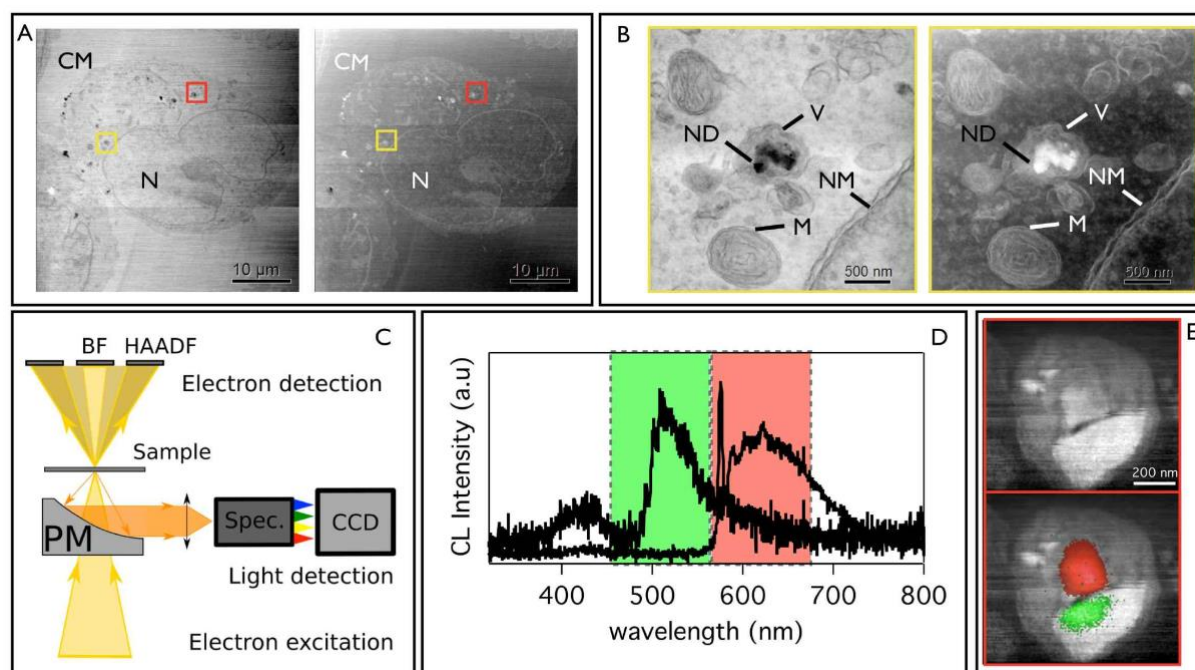 A
CM
N
10 µm
CM
N
10 µm
B
ND
V
NM
M
500 nm
ND
V
NM
M
500 nm
C
BF HAADF
Electron detection
Sample
PM
Spec.
CCD
Light detection
Electron excitation
D
CL Intensity (a.u)
400 500 600 700 800
wavelength (nm)
E
200 nm